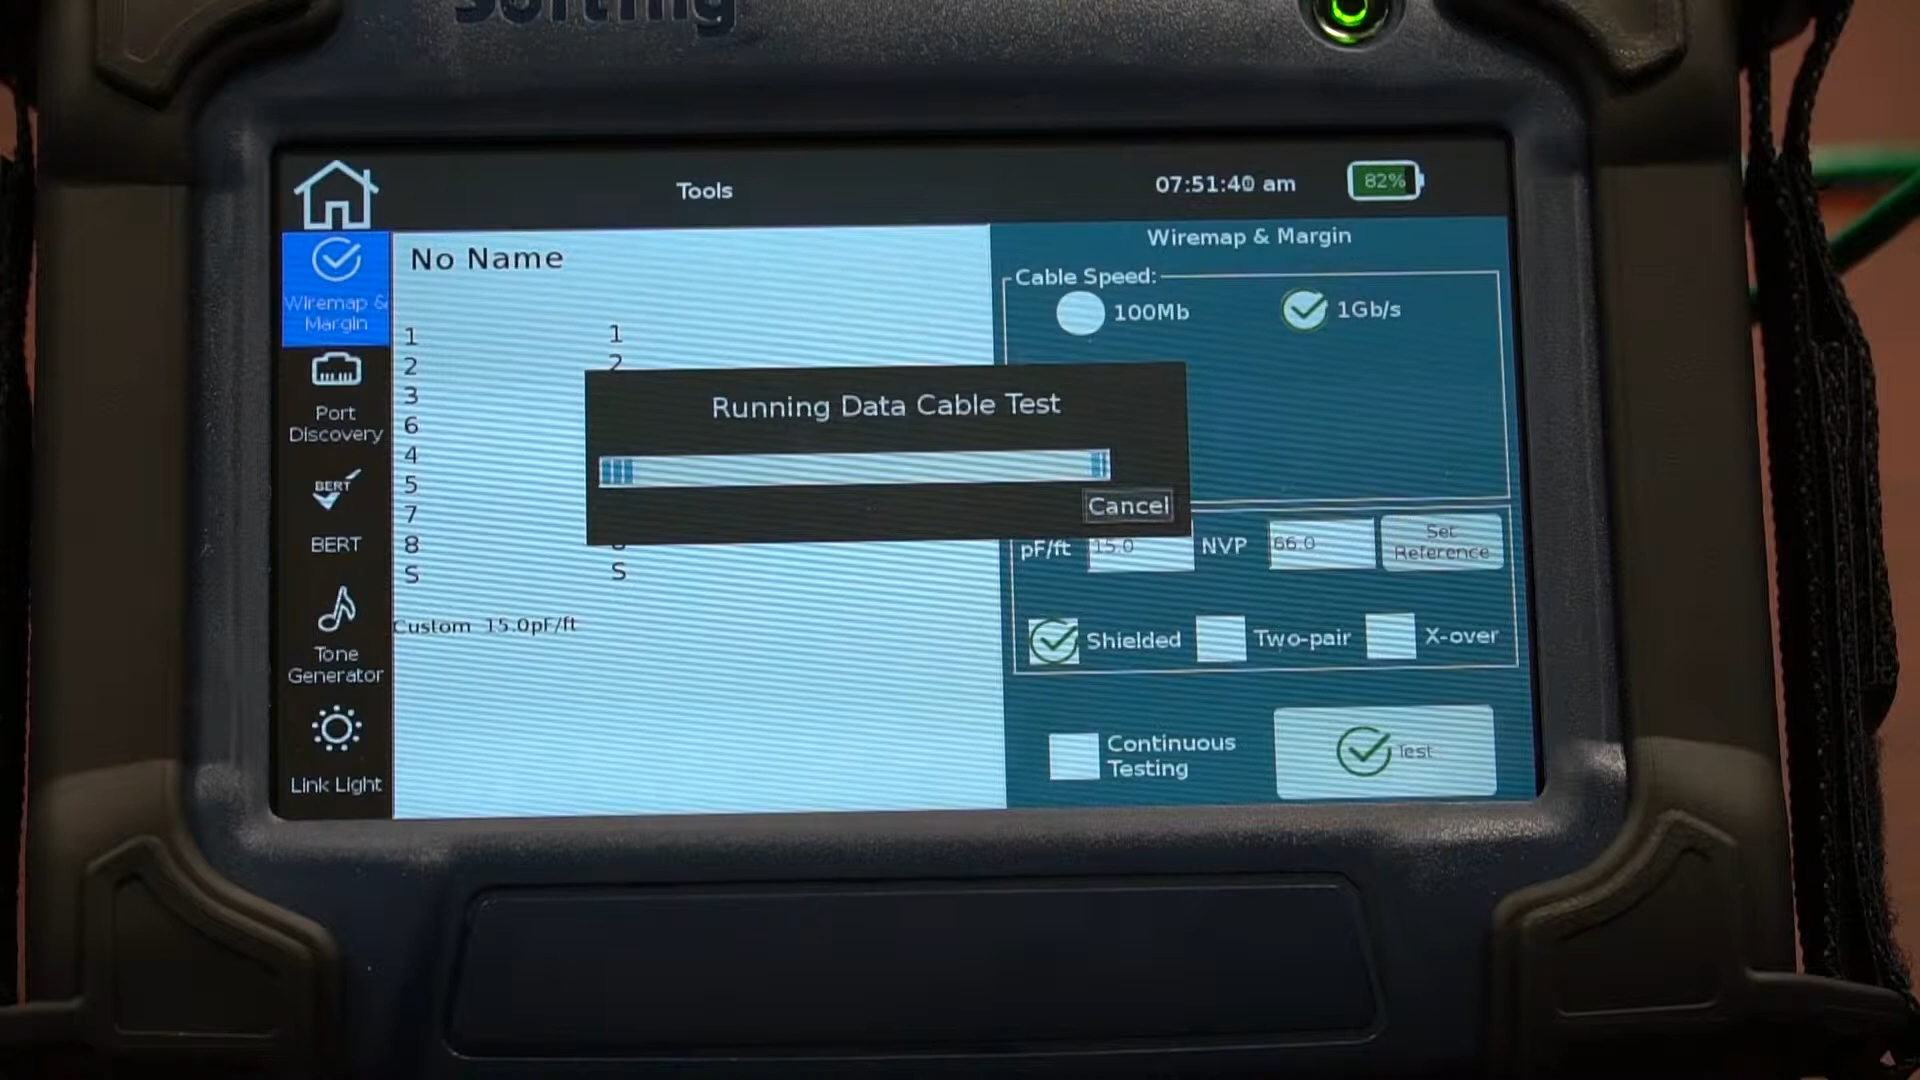 Softing
Tools
07:51:40 am
82%
Wiremap &
Margin
Port
Discovery
BERT
BERT
Tone
Generator
Link Light
No Name
1 1
2 2
3
6
4
5
7
8
S S
Custom 15.0pF/ft
Running Data Cable Test
Cancel
Wiremap & Margin
Cable Speed:
100Mb 1Gb/s
pF/ft 15.0 NVP 66.0 Set
Reference
Shielded Two-pair X-over
Continuous
Testing
Test